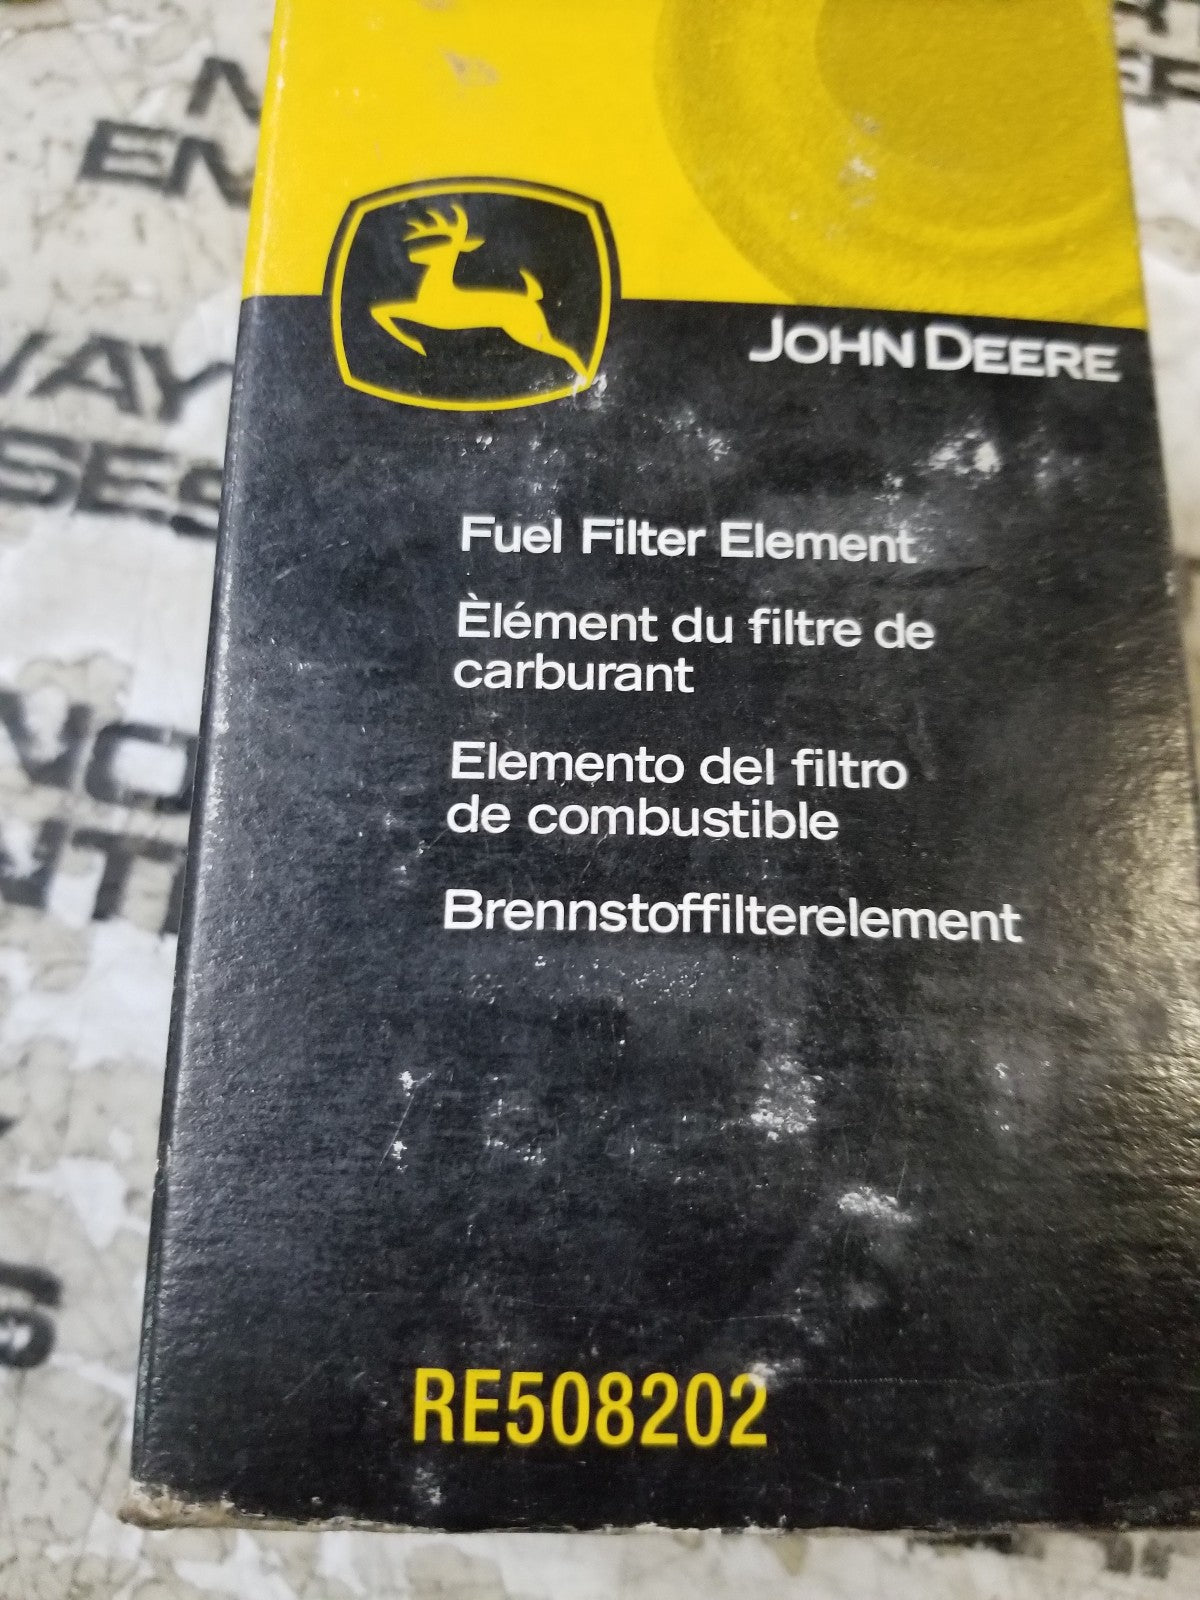 JOHN DEERE
Fuel Filter Element
Èlément du filtre de
carburant
Elemento del filtro
de combustible
Brennstoffilterelement
RE508202